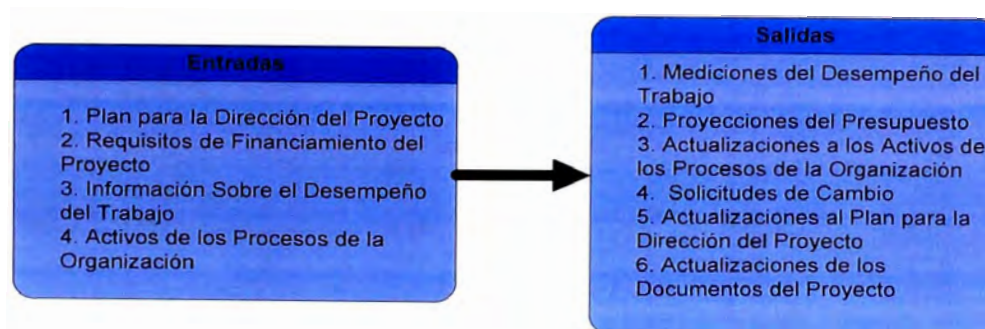 Entradas
1. Plan para la Dirección del Proyecto
2. Requisitos de Financiamiento del
Proyecto
3. Información Sobre el Desempeño
del Trabajo
4. Activos de los Procesos de la
Organización
Salidas
1. Mediciones del Desempeño del
Trabajo
2. Proyecciones del Presupuesto
3. Actualizaciones a los Activos de
los Procesos de la Organización
4. Solicitudes de Cambio
5. Actualizaciones al Plan para la
Dirección del Proyecto
6. Actualizaciones de los
Documentos del Proyecto